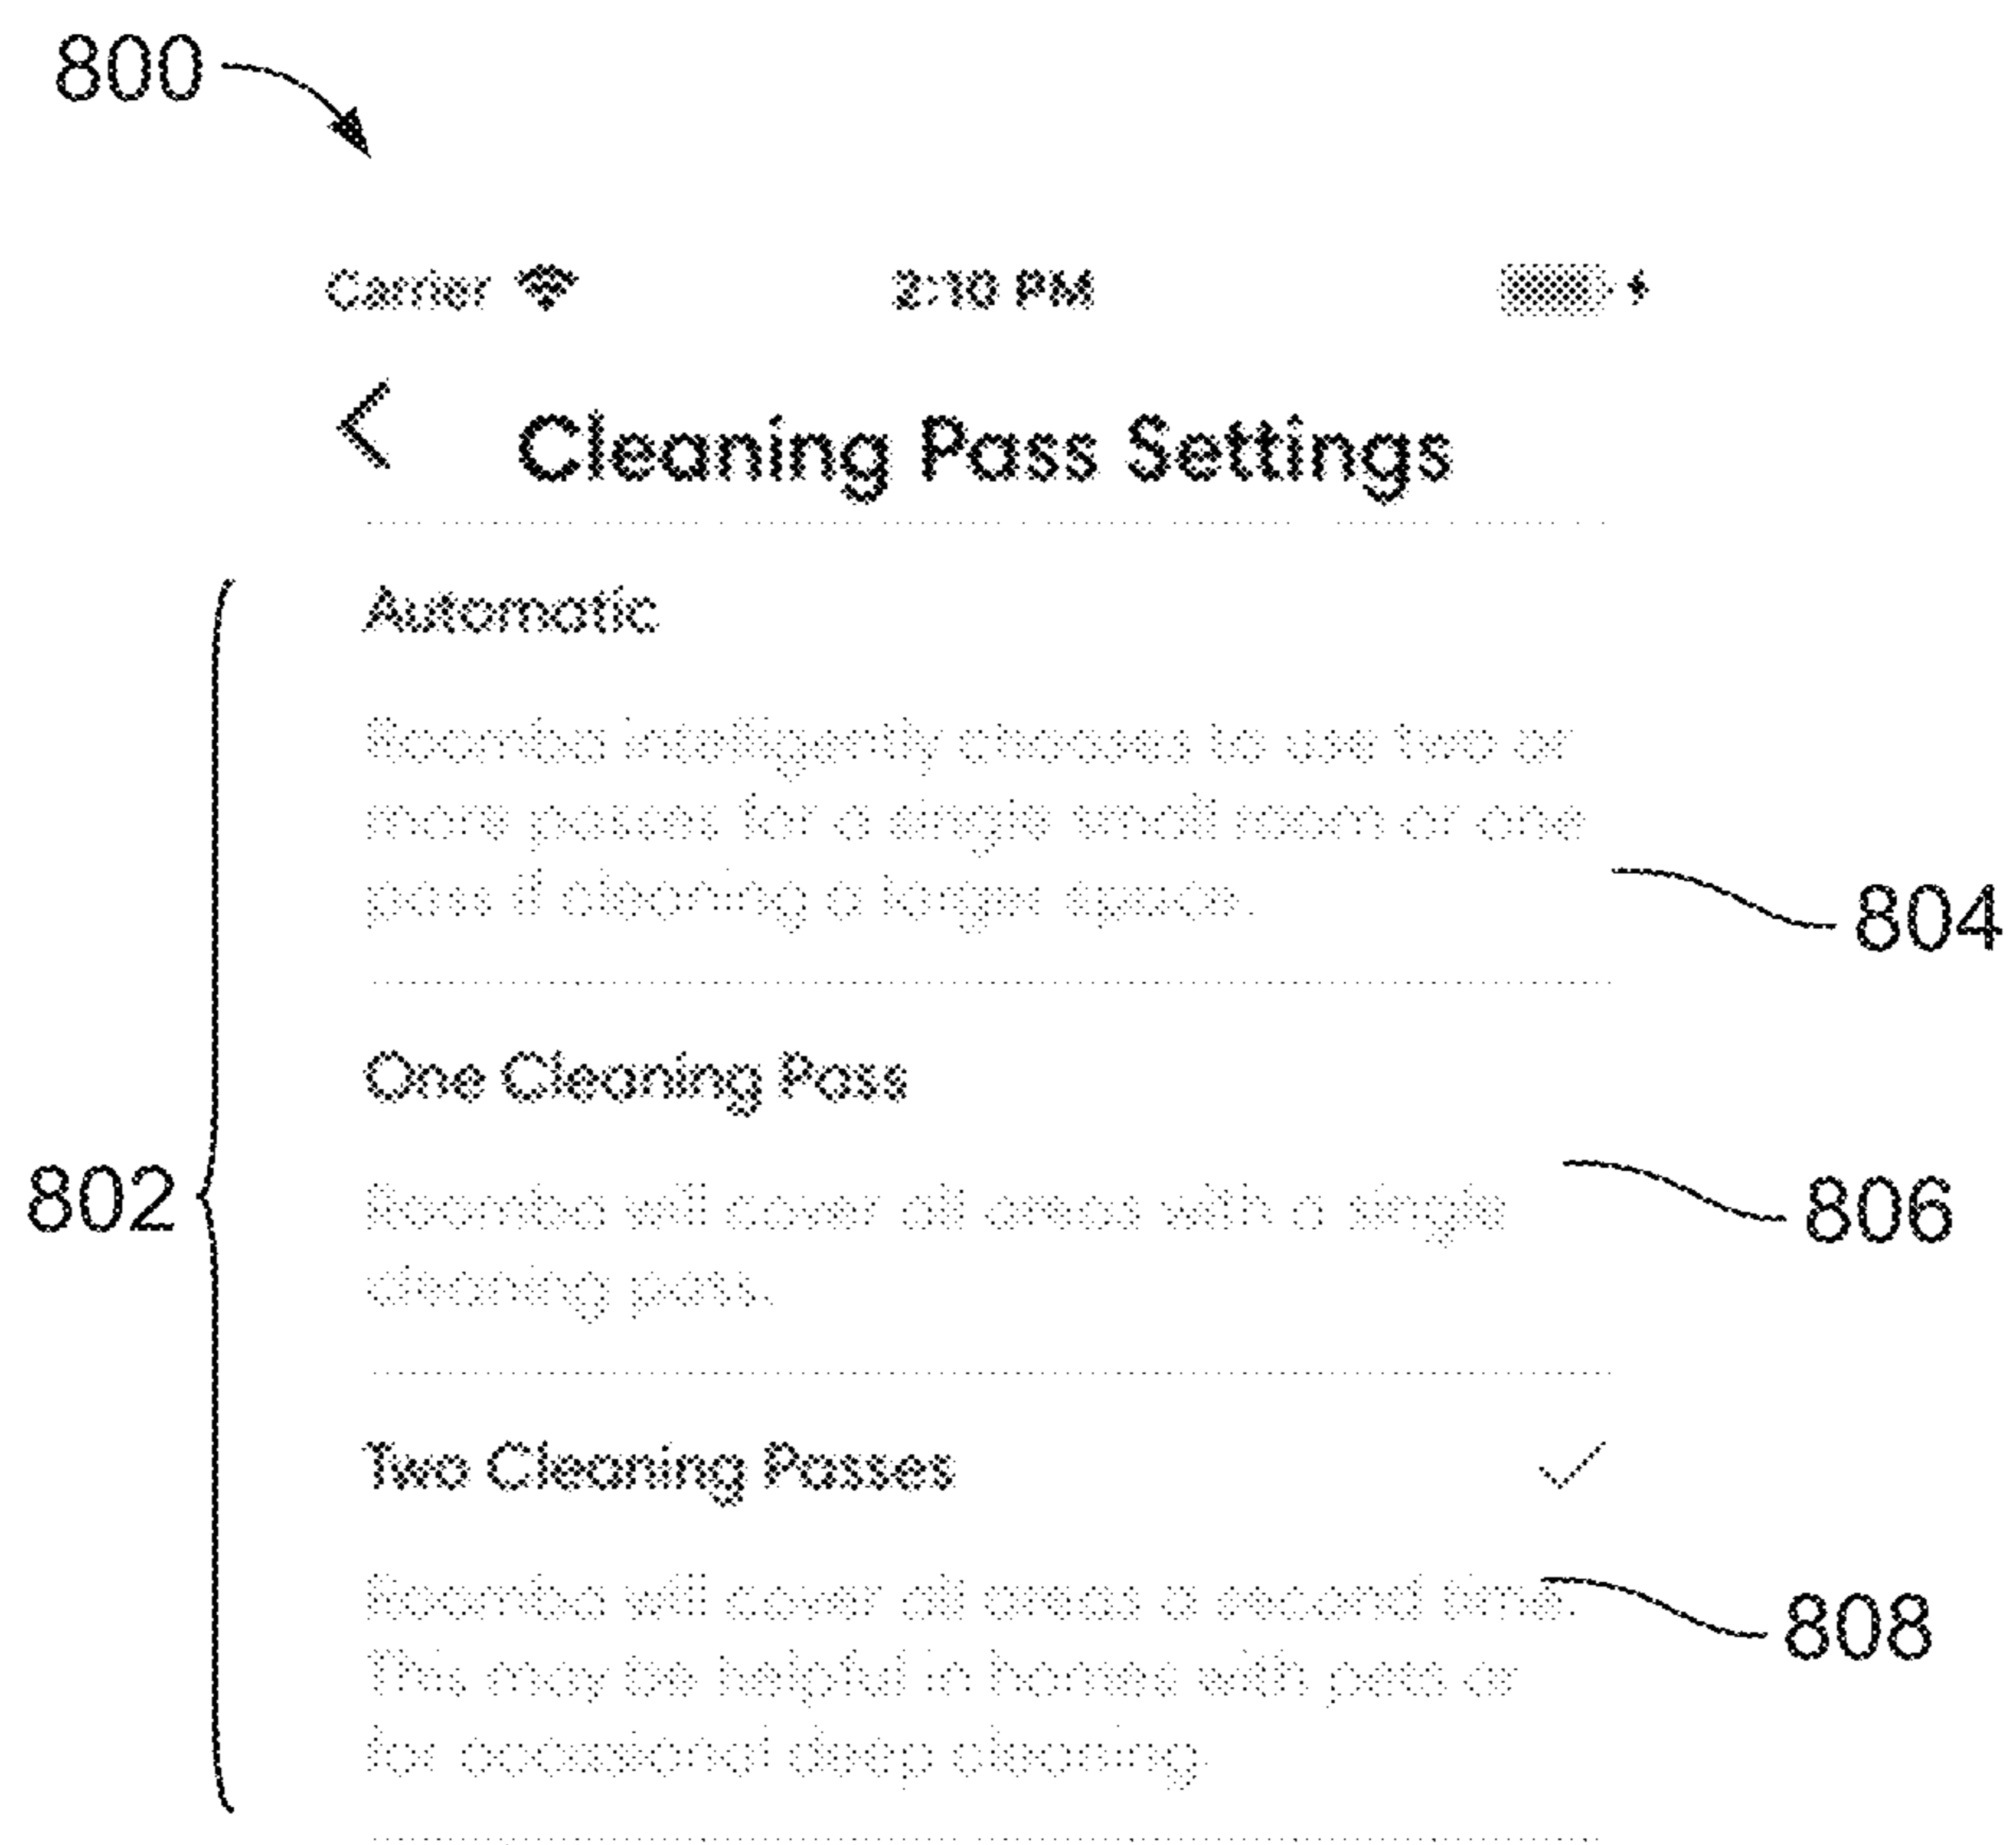 800
Carrier 2:10 PM
Cleaning Pass Settings
Automatic
Roomba intelligently chooses to use two or
more passes for a single small room or one
pass if cleaning a larger space.
804
One Cleaning Pass
802
806
Roomba will cover all areas with a single
cleaning pass.
Two Cleaning Passes
Roomba will cover all areas a second time.
808
This may be helpful in homes with pets or
for occasional deep cleaning.